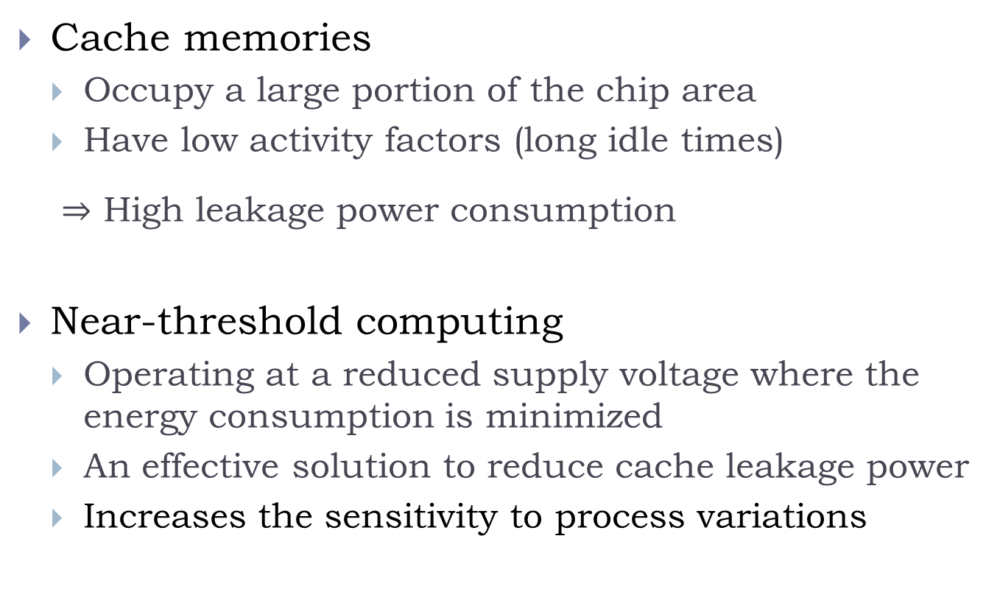 Cache memories
Occupy a large portion of the chip area
Have low activity factors (long idle times)
⇒ High leakage power consumption
Near-threshold computing
Operating at a reduced supply voltage where the
energy consumption is minimized
An effective solution to reduce cache leakage power
Increases the sensitivity to process variations